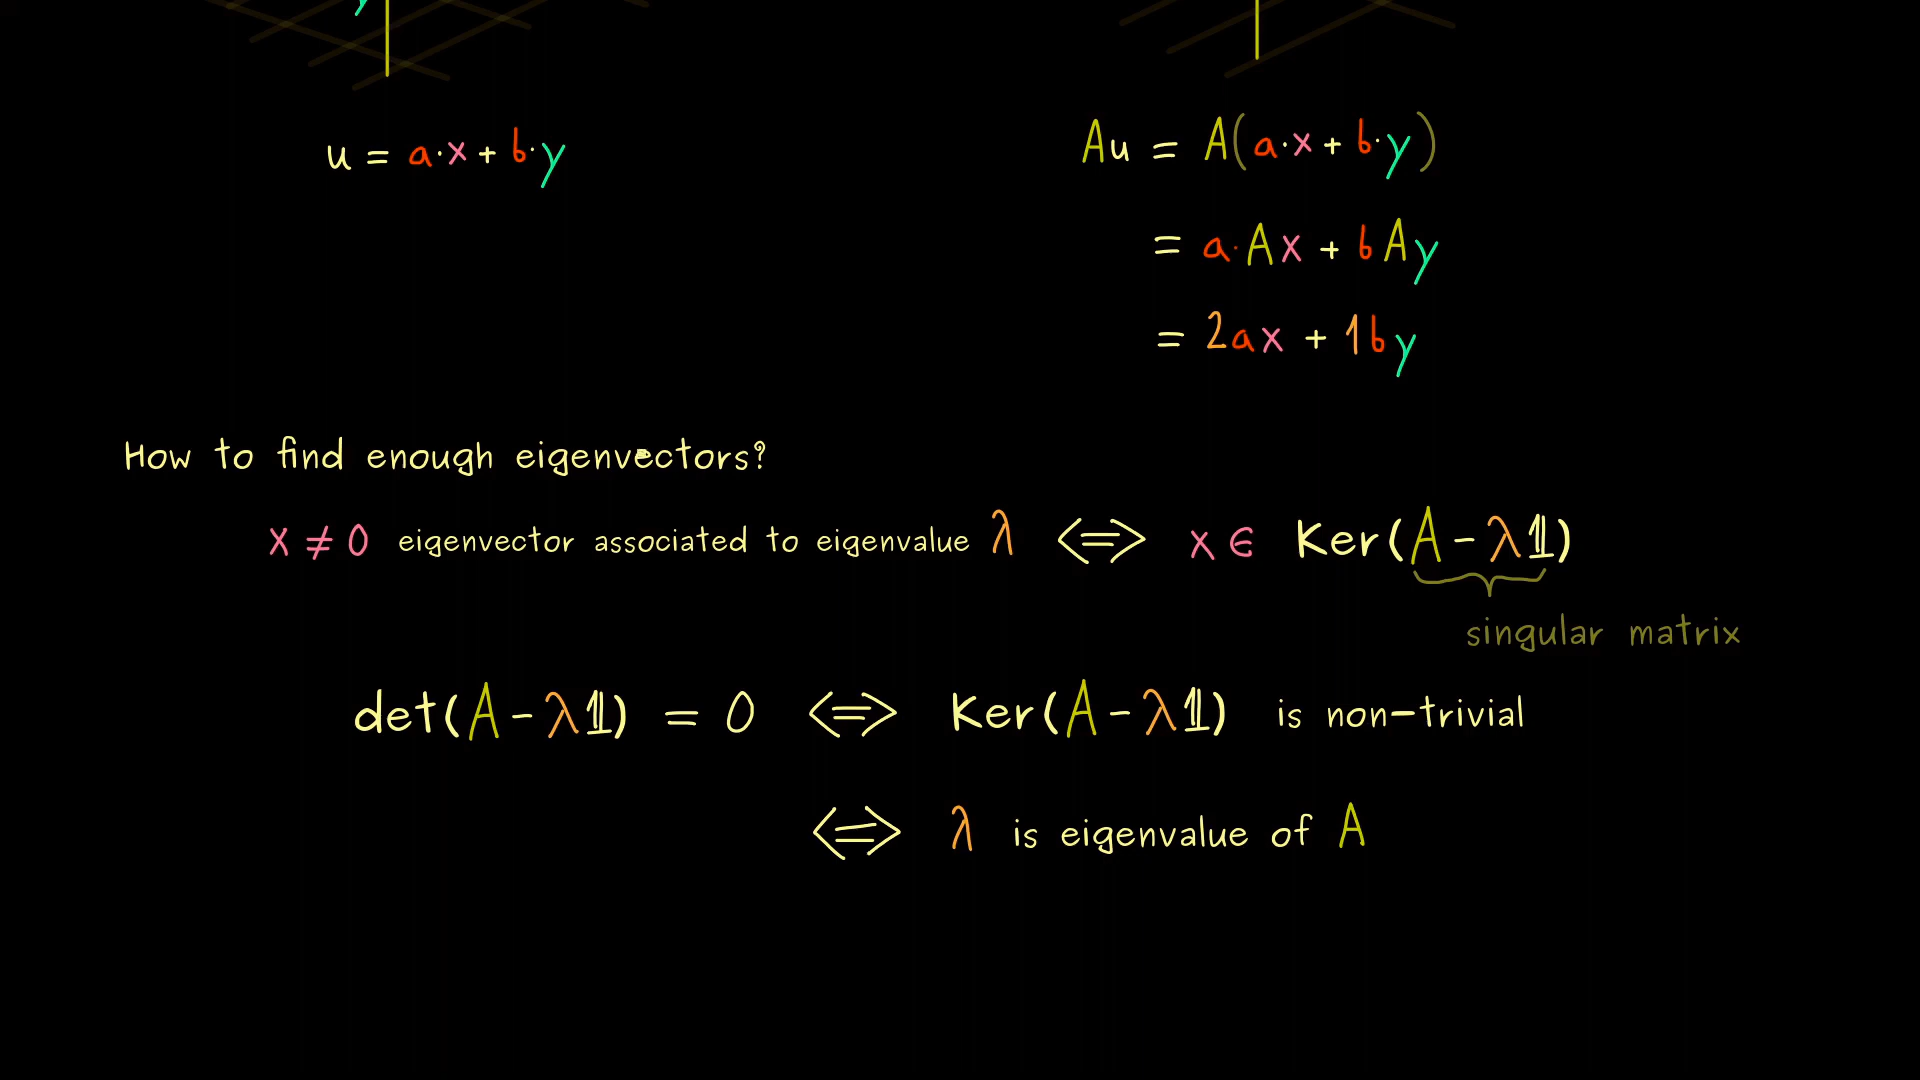 y
u = a·x + b·y
Au = A(a·x + b·y)
= a·Ax + bAy
= 2ax + 1by
How to find enough eigenvectors?
x ≠ 0 eigenvector associated to eigenvalue λ ⟺ x ∈ Ker(A - λ𝟙)
singular matrix
det(A - λ𝟙) = 0 ⟺ Ker(A - λ𝟙) is non-trivial
⟺ λ is eigenvalue of A